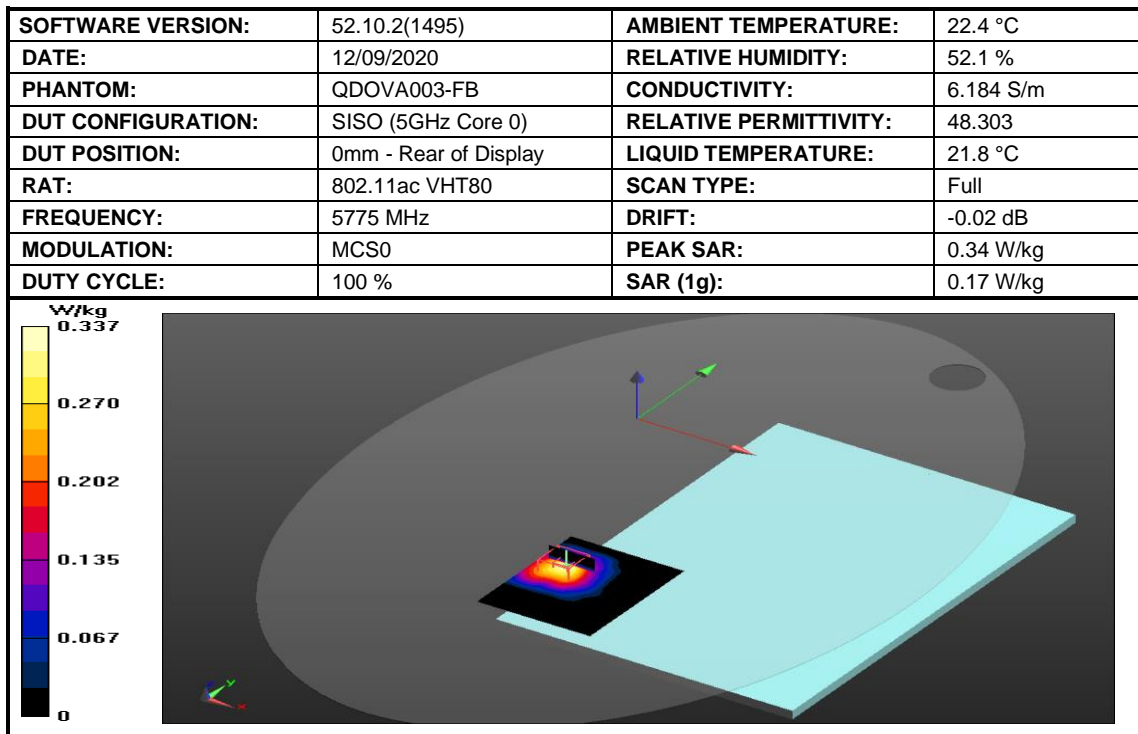 SOFTWARE VERSION: 52.10.2(1495) AMBIENT TEMPERATURE: 22.4 °C
DATE: 12/09/2020 RELATIVE HUMIDITY: 52.1 %
PHANTOM: QDOVA003-FB CONDUCTIVITY: 6.184 S/m
DUT CONFIGURATION: SISO (5GHz Core 0) RELATIVE PERMITTIVITY: 48.303
DUT POSITION: 0mm - Rear of Display LIQUID TEMPERATURE: 21.8 °C
RAT: 802.11ac VHT80 SCAN TYPE: Full
FREQUENCY: 5775 MHz DRIFT: -0.02 dB
MODULATION: MCS0 PEAK SAR: 0.34 W/kg
DUTY CYCLE: 100 % SAR (1g): 0.17 W/kg
W/kg
0.337
0.270
0.202
0.135
0.067
0
y
x